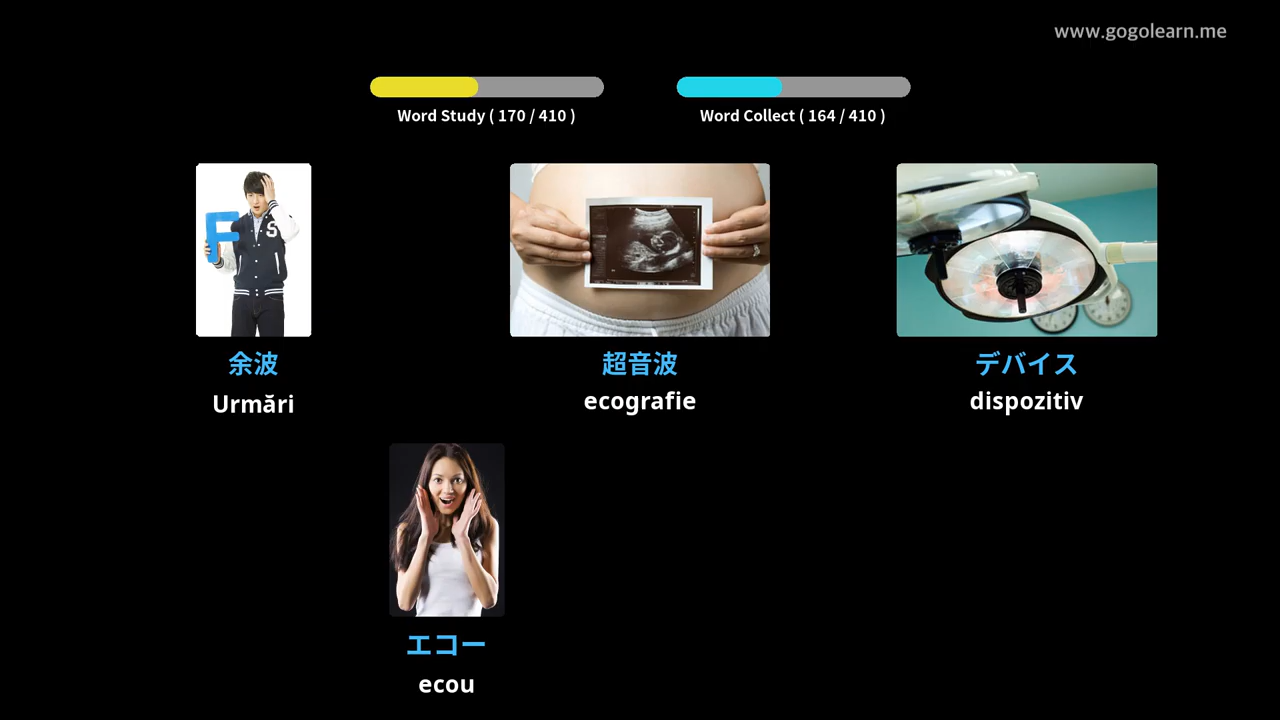 www.gogolearn.me
Word Study ( 170 / 410 )
Word Collect ( 164 / 410 )
F
S
余波
超音波
デバイス
Urmări
ecografie
dispozitiv
エコー
ecou